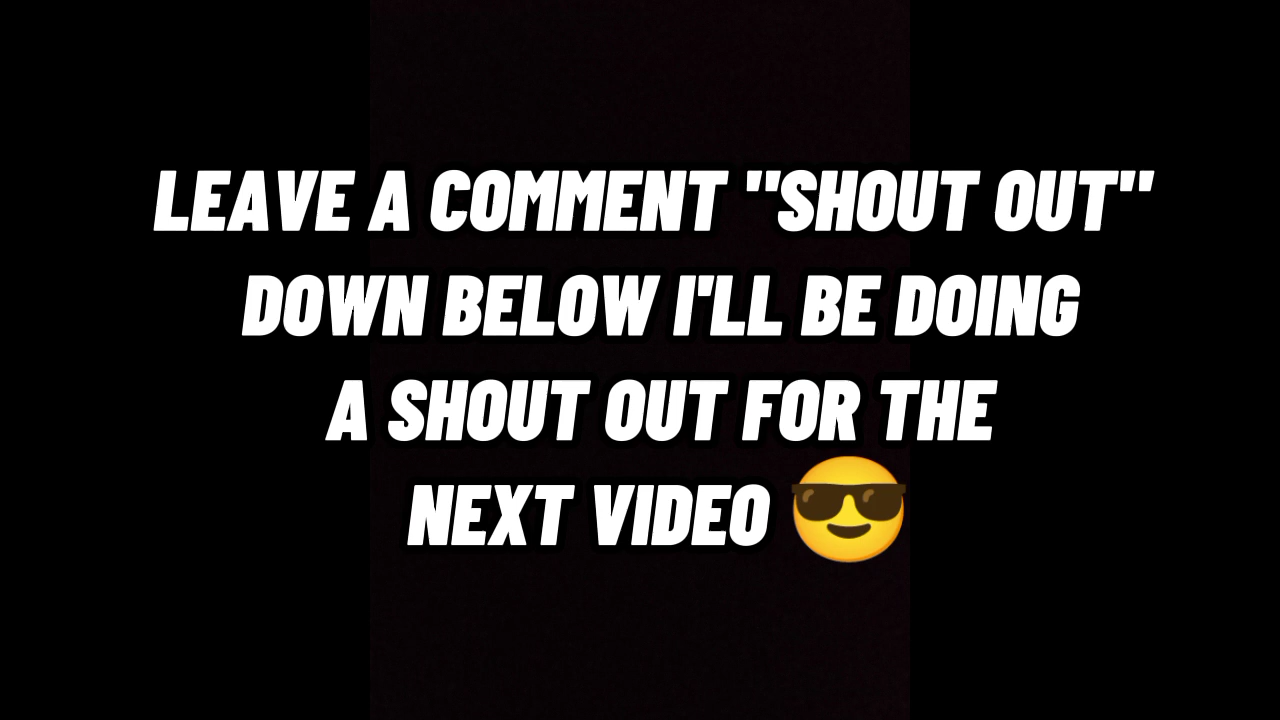 LEAVE A COMMENT "SHOUT OUT"
DOWN BELOW I'LL BE DOING
A SHOUT OUT FOR THE
NEXT VIDEO 😎